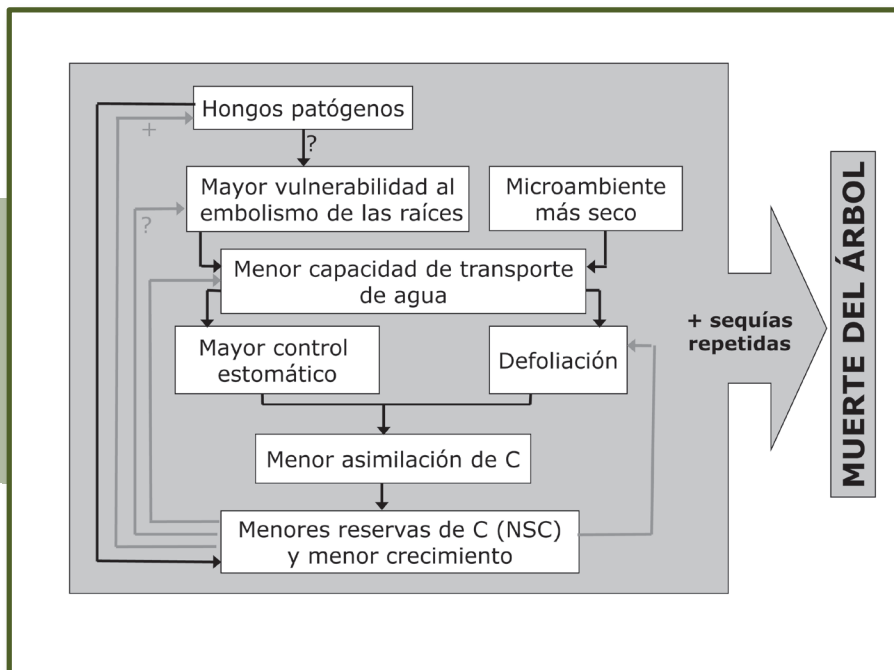 Hongos patógenos
+
?
Mayor vulnerabilidad al
embolismo de las raíces
Microambiente
más seco
?
Menor capacidad de transporte
de agua
Mayor control
estomático
Defoliación
Menor asimilación de C
Menores reservas de C (NSC)
y menor crecimiento
+ sequías
repetidas
MUERTE DEL ÁRBOL